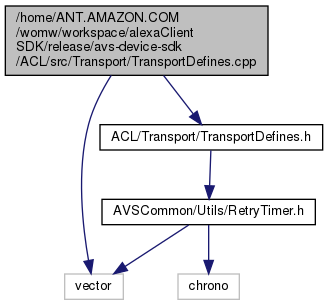 /home/ANT.AMAZON.COM
/womw/workspace/alexaClient
SDK/release/avs-device-sdk
/ACL/src/Transport/TransportDefines.cpp
ACL/Transport/TransportDefines.h
AVSCommon/Utils/RetryTimer.h
vector
chrono